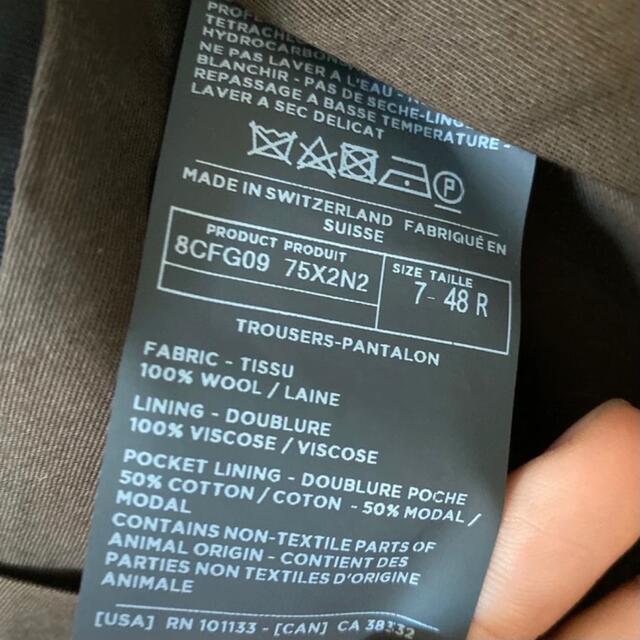 TETRACHL
HYDROCARBON
NE PAS LAVER A L'EAU -
BLANCHIR - PAS DE SECHE-LINGE
REPASSAGE À BASSE TEMPERATURE -
LAVER A SEC DELICAT
P
MADE IN SWITZERLAND FABRIQUÉ EN
SUISSE
PRODUCT PRODUIT
8CFG09 75X2N2
SIZE TAILLE
7- 48 R
TROUSERS-PANTALON
FABRIC - TISSU
100% WOOL / LAINE
LINING - DOUBLURE
100% VISCOSE / VISCOSE
POCKET LINING - DOUBLURE POCHE
50% COTTON / COTON - 50% MODAL /
MODAL
CONTAINS NON-TEXTILE PARTS OF
ANIMAL ORIGIN - CONTIENT DES
PARTIES NON TEXTILES D'ORIGINE
ANIMALE
[USA] RN 101133 - [CAN] CA 38332